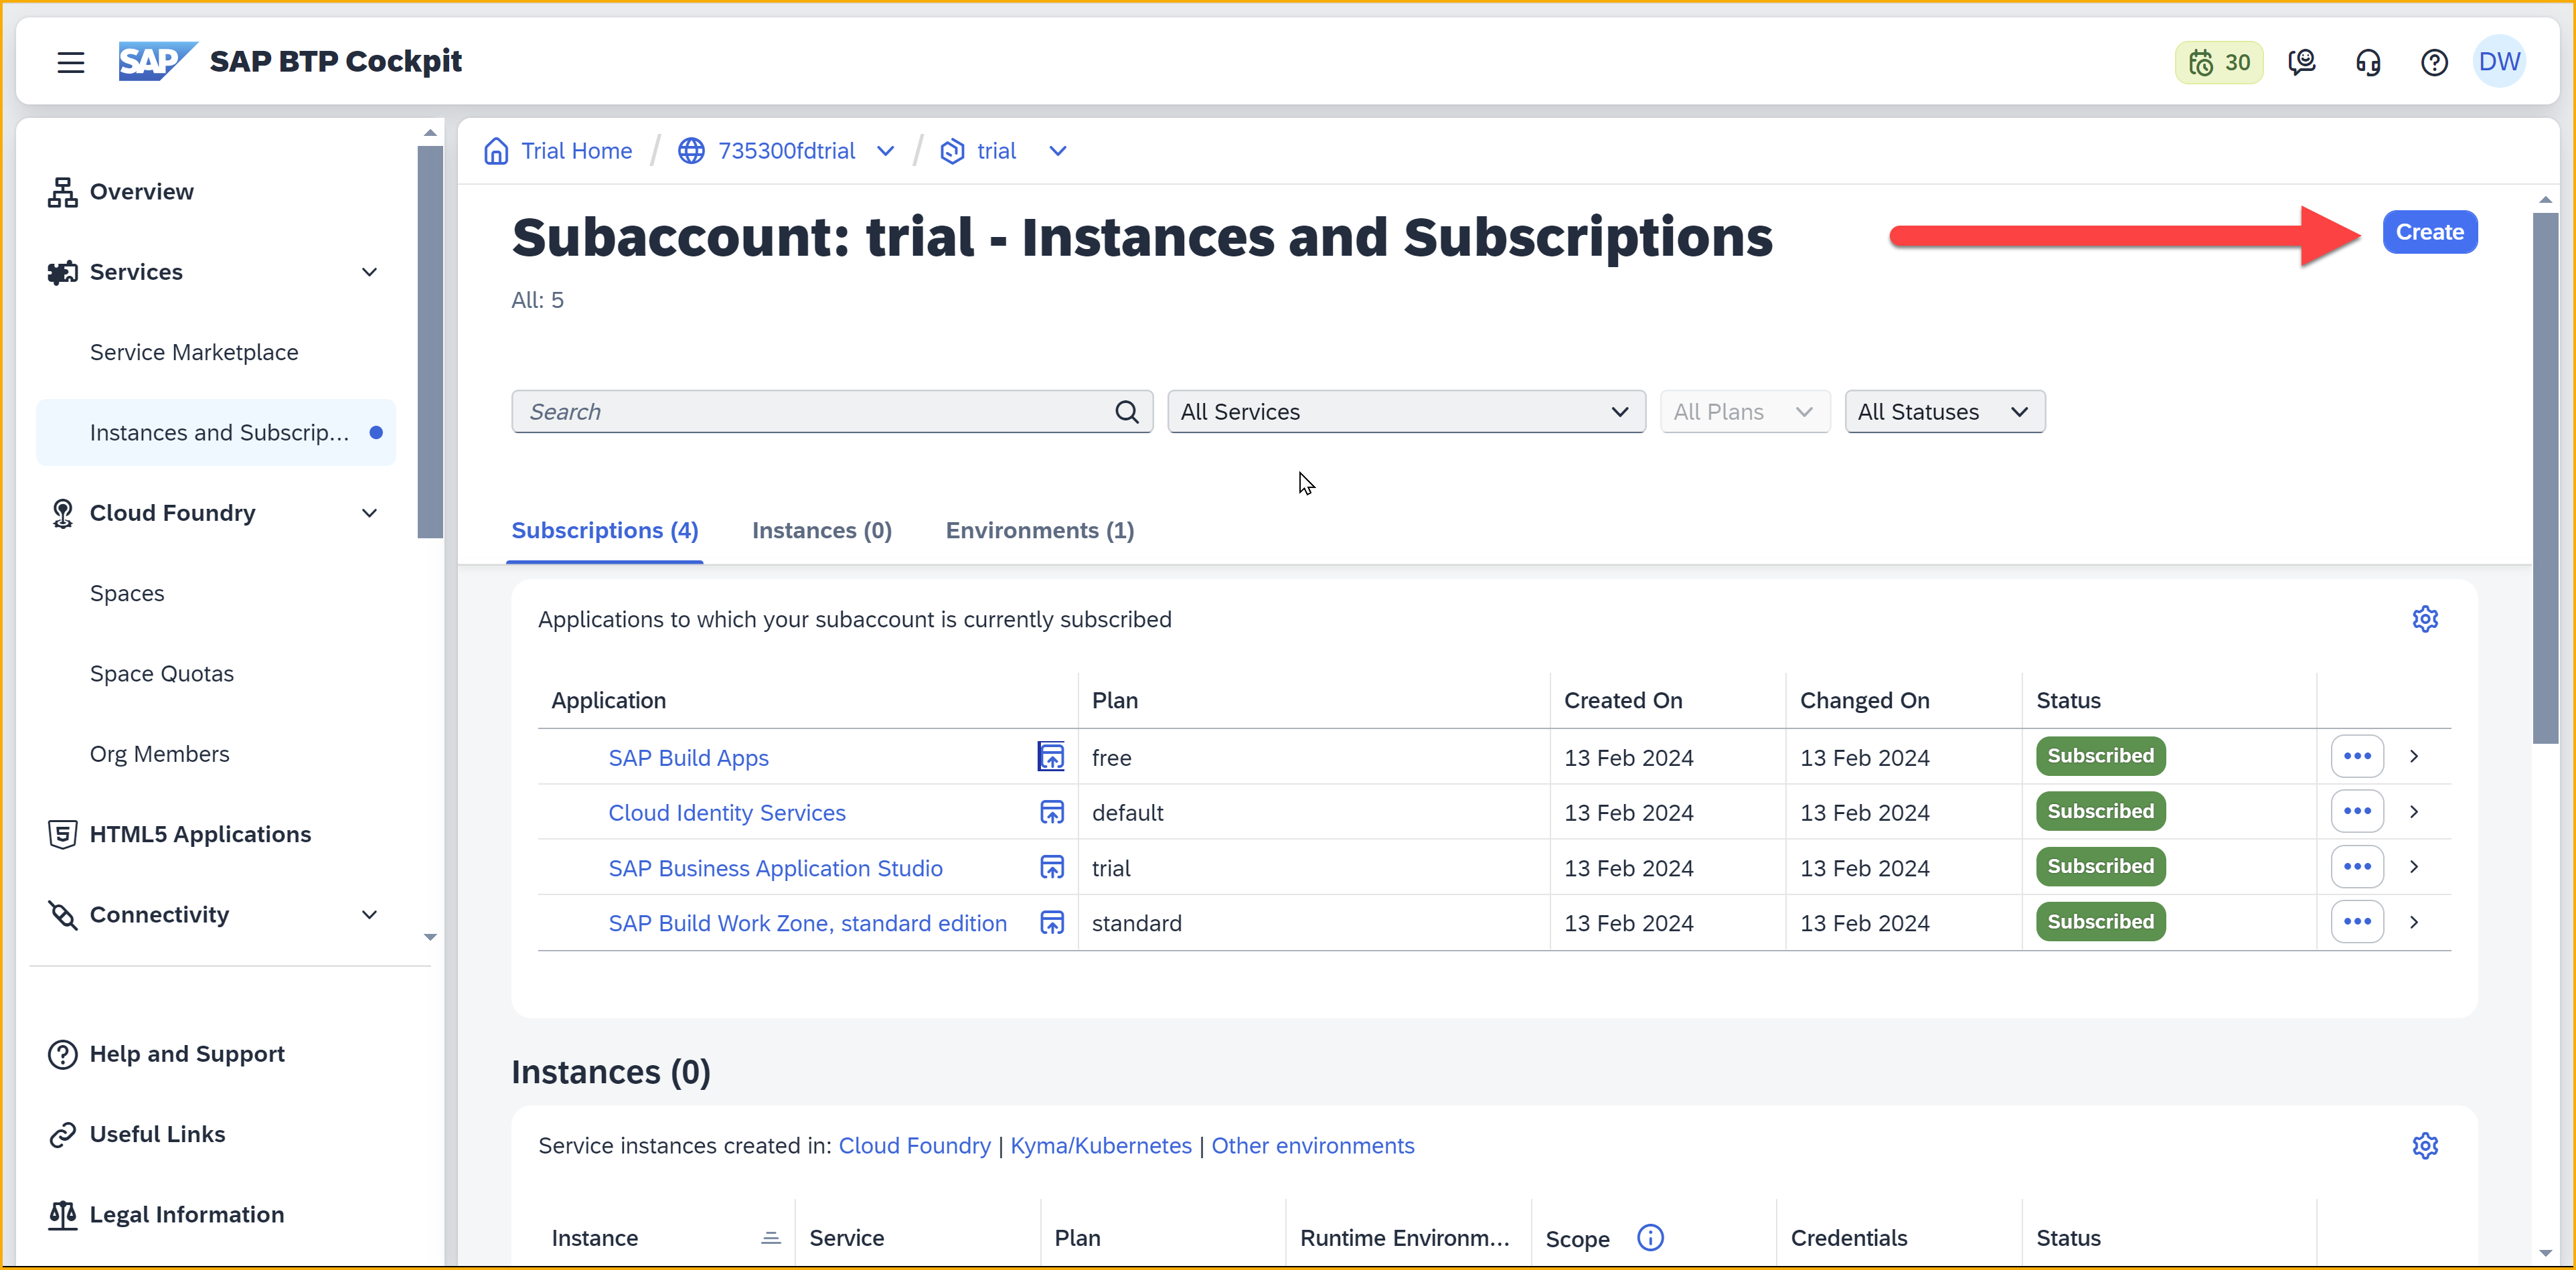 SAP SAP BTP Cockpit
30
DW
Overview
Services
Service Marketplace
Instances and Subscrip...
Cloud Foundry
Spaces
Space Quotas
Org Members
HTML5 Applications
Connectivity
Help and Support
Useful Links
Legal Information
Trial Home / 735300fdtrial / trial
Subaccount: trial - Instances and Subscriptions
Create
All: 5
Search
All Services
All Plans
All Statuses
Subscriptions (4) Instances (0) Environments (1)
Applications to which your subaccount is currently subscribed
Application Plan Created On Changed On Status
SAP Build Apps free 13 Feb 2024 13 Feb 2024 Subscribed
Cloud Identity Services default 13 Feb 2024 13 Feb 2024 Subscribed
SAP Business Application Studio trial 13 Feb 2024 13 Feb 2024 Subscribed
SAP Build Work Zone, standard edition standard 13 Feb 2024 13 Feb 2024 Subscribed
Instances (0)
Service instances created in: Cloud Foundry | Kyma/Kubernetes | Other environments
Instance Service Plan Runtime Environm... Scope Credentials Status